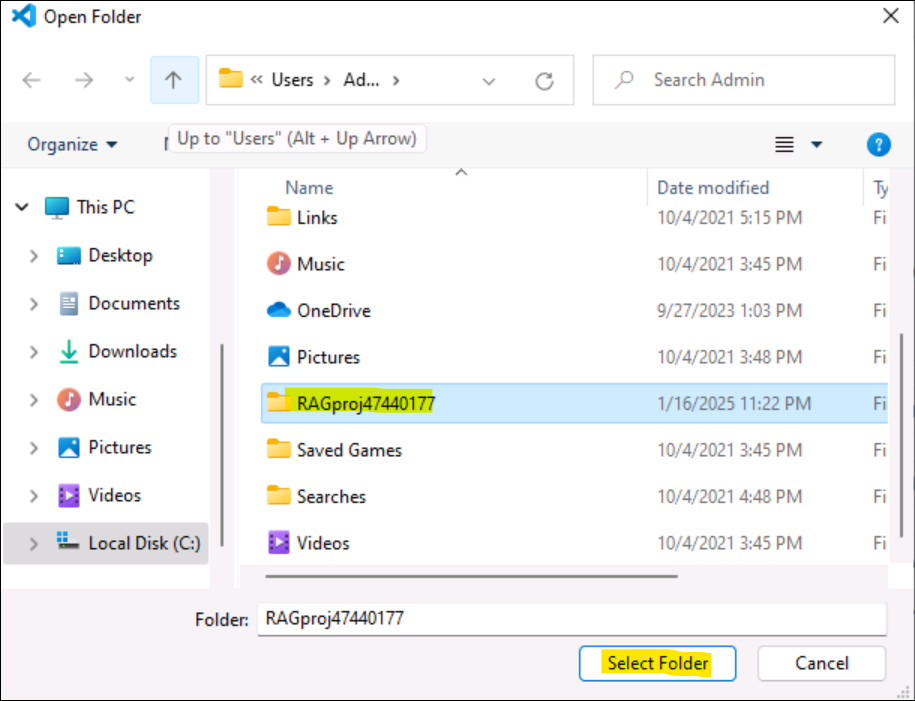 Open Folder
« Users › Ad... ›
Search Admin
Organize
Up to "Users" (Alt + Up Arrow)
?
Name Date modified Ty
This PC
Desktop
Documents
Downloads
Music
Pictures
Videos
Local Disk (C:)
Links 10/4/2021 5:15 PM Fi
Music 10/4/2021 3:45 PM Fi
OneDrive 9/27/2023 1:03 PM Fi
Pictures 10/4/2021 3:48 PM Fi
RAGproj47440177 1/16/2025 11:22 PM Fi
Saved Games 10/4/2021 3:45 PM Fi
Searches 10/4/2021 4:48 PM Fi
Videos 10/4/2021 3:45 PM Fi
Folder: RAGproj47440177
Select Folder Cancel